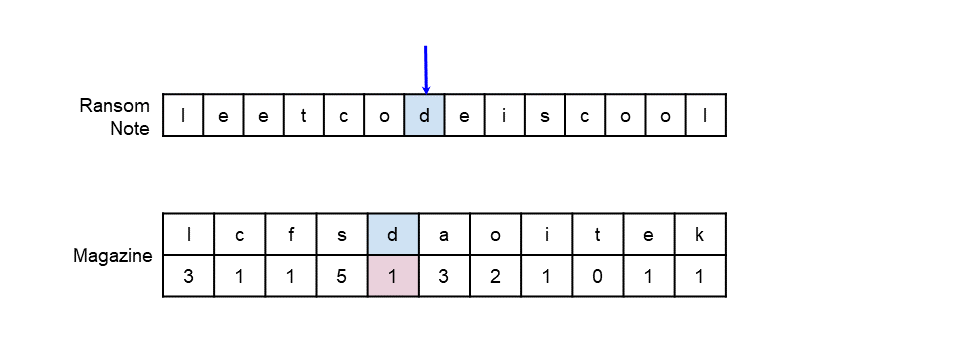 Ransom
Note
l e e t c o d e i s c o o l
Magazine
l c f s d a o i t e k
3 1 1 5 1 3 2 1 0 1 1